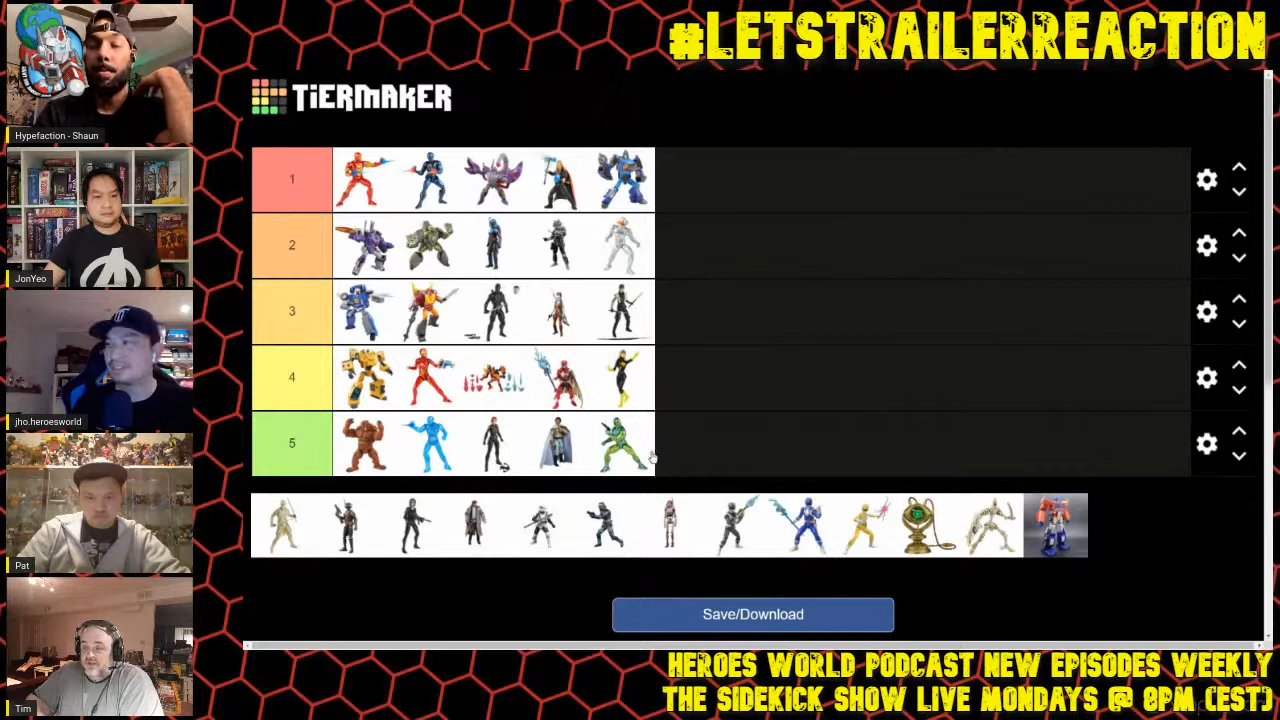 #LETSTRAILERREACTION
TiERMAKER
Hypefaction - Shaun
JonYeo
jho.heroesworld
Pat
Tim
1
2
3
4
5
Save/Download
HEROES WORLD PODCAST NEW EPISODES WEEKLY
THE SIDEKICK SHOW LIVE MONDAYS @ 8PM (EST)